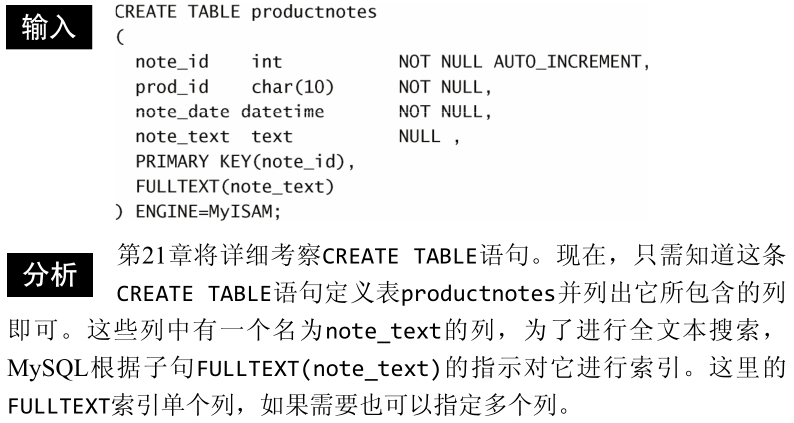 输入
CREATE TABLE productnotes
(
note_id int NOT NULL AUTO_INCREMENT,
prod_id char(10) NOT NULL,
note_date datetime NOT NULL,
note_text text NULL ,
PRIMARY KEY(note_id),
FULLTEXT(note_text)
) ENGINE=MyISAM;
分析
第21章将详细考察CREATE TABLE语句。现在，只需知道这条
CREATE TABLE语句定义表productnotes并列出它所包含的列
即可。这些列中有一个名为note_text的列，为了进行全文本搜索，
MySQL根据子句FULLTEXT(note_text)的指示对它进行索引。这里的
FULLTEXT索引单个列，如果需要也可以指定多个列。